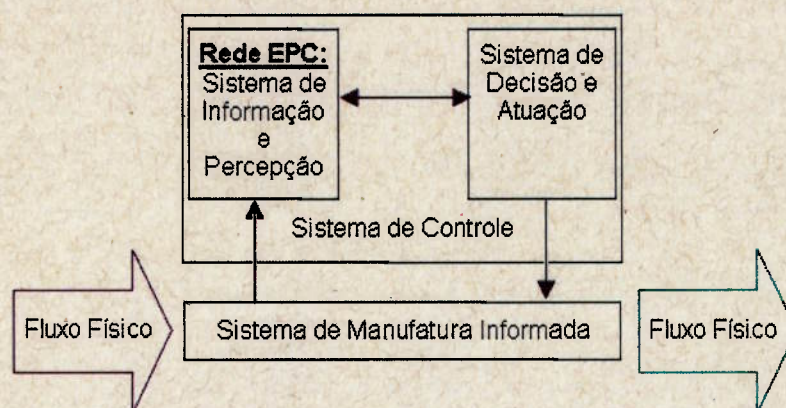 Rede EPC:
Sistema de
Informação
e
Percepção
Sistema de
Decisão e
Atuação
Sistema de Controle
Fluxo Físico
Sistema de Manufatura Informada
Fluxo Físico